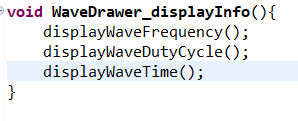 void WaveDrawer_displayInfo(){
    displayWaveFrequency();
    displayWaveDutyCycle();
    displayWaveTime();
}